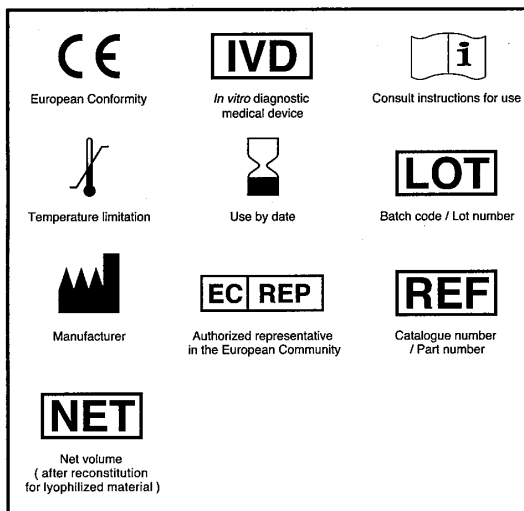 CE
IVD
i
European Conformity
In vitro diagnostic
medical device
Consult instructions for use
LOT
Temperature limitation
Use by date
Batch code / Lot number
EC REP
REF
Manufacturer
Authorized representative
in the European Community
Catalogue number
/ Part number
NET
Net volume
( after reconstitution
for lyophilized material )